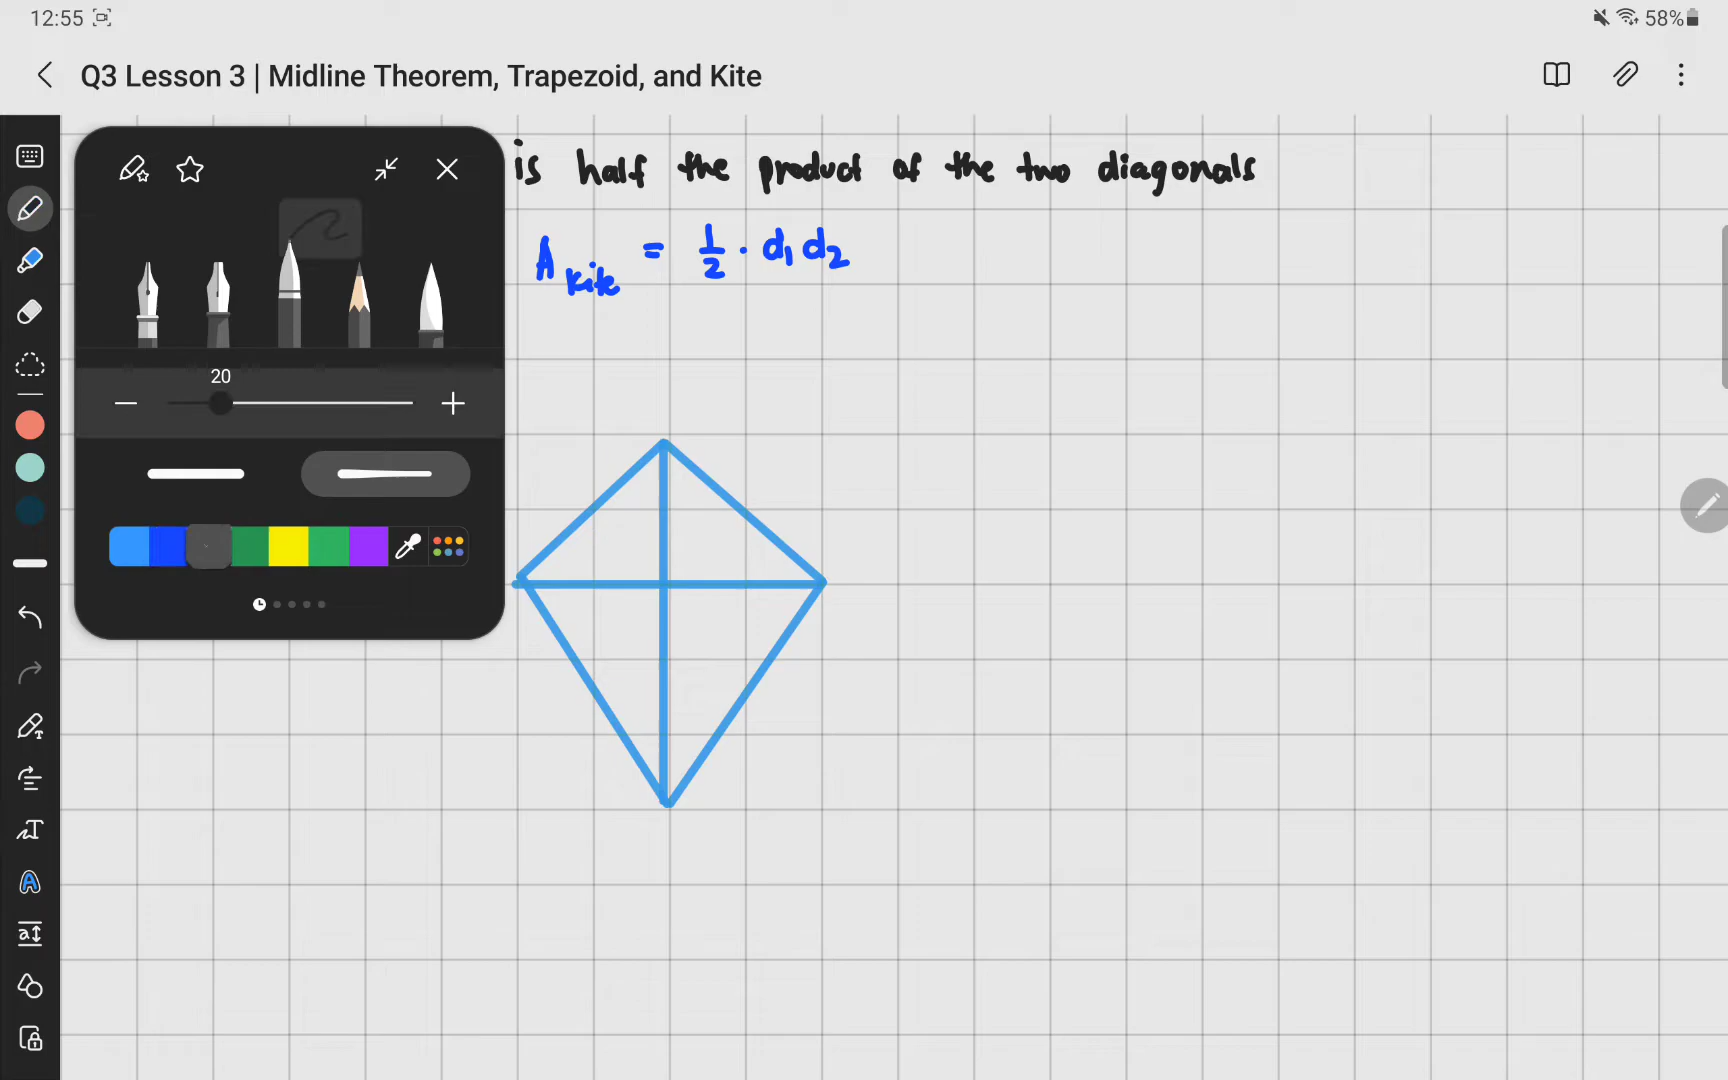 12:55
58%
Q3 Lesson 3 | Midline Theorem, Trapezoid, and Kite
is half the product of the two diagonals
A kite = 1/2 · d₁ d₂
20
T
T
A
a